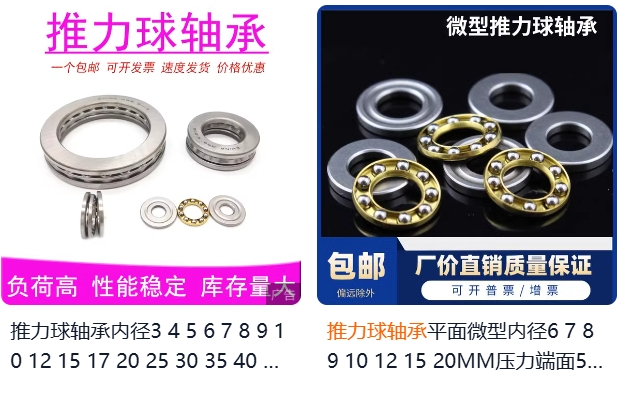 推力球轴承
一个包邮 可开发票 速度发货 价格优惠
负荷高 性能稳定 库存量大
广告
推力球轴承内径3 4 5 6 7 8 9 1
0 12 15 17 20 25 30 35 40 ...
微型推力球轴承
包邮
偏远除外
厂价直销质量保证
可开普票/增票
推力球轴承平面微型内径6 7 8
9 10 12 15 20MM压力端面5...